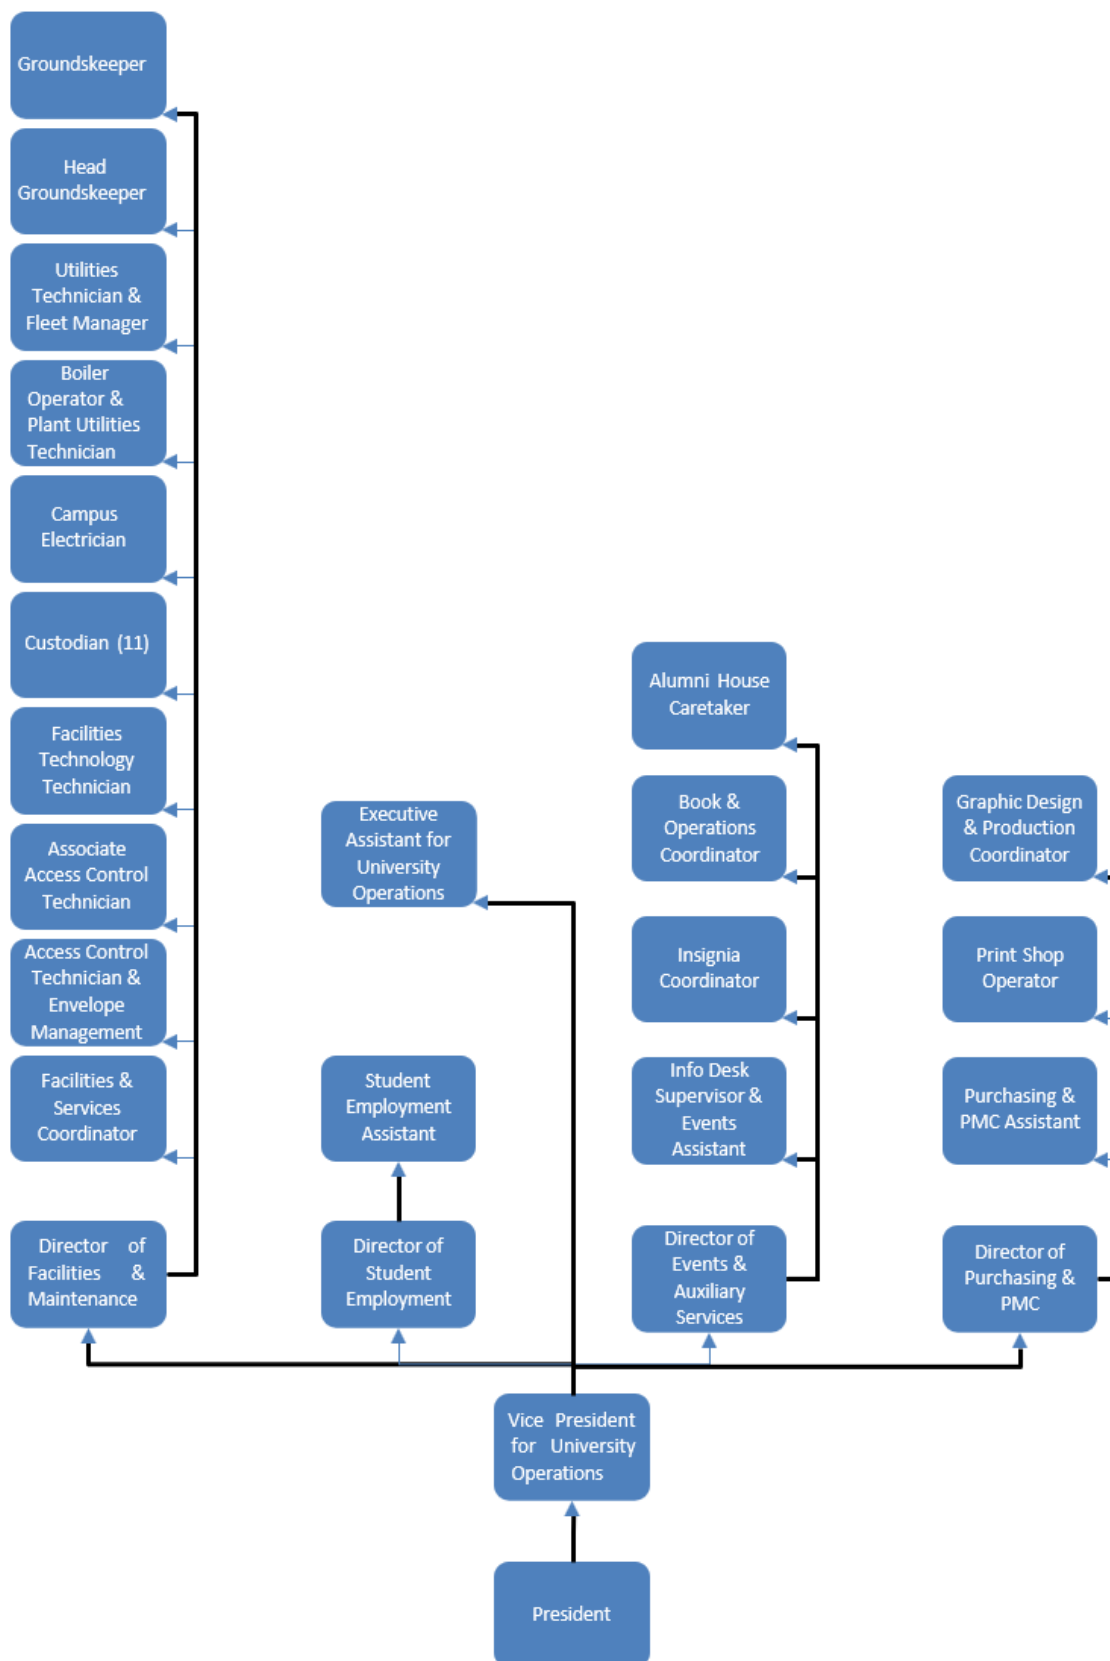 Groundskeeper
Head
Groundskeeper
Utilities
Technician &
Fleet Manager
Boiler
Operator &
Plant Utilities
Technician
Campus
Electrician
Custodian (11)
Facilities
Technology
Technician
Associate
Access Control
Technician
Access Control
Technician &
Envelope
Management
Facilities &
Services
Coordinator
Director of
Facilities &
Maintenance
Executive
Assistant for
University
Operations
Student
Employment
Assistant
Director of
Student
Employment
Alumni House
Caretaker
Book &
Operations
Coordinator
Insignia
Coordinator
Info Desk
Supervisor &
Events
Assistant
Director of
Events &
Auxiliary
Services
Graphic Design
& Production
Coordinator
Print Shop
Operator
Purchasing &
PMC Assistant
Director of
Purchasing &
PMC
Vice President
for University
Operations
President